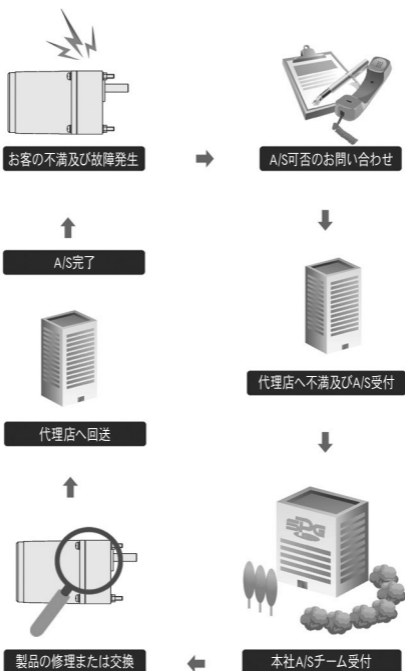 お客の不満及び故障発生
A/S可否のお問い合わせ
代理店へ不満及びA/S受付
SPG
本社A/Sチーム受付
製品の修理または交換
代理店へ回送
A/S完了